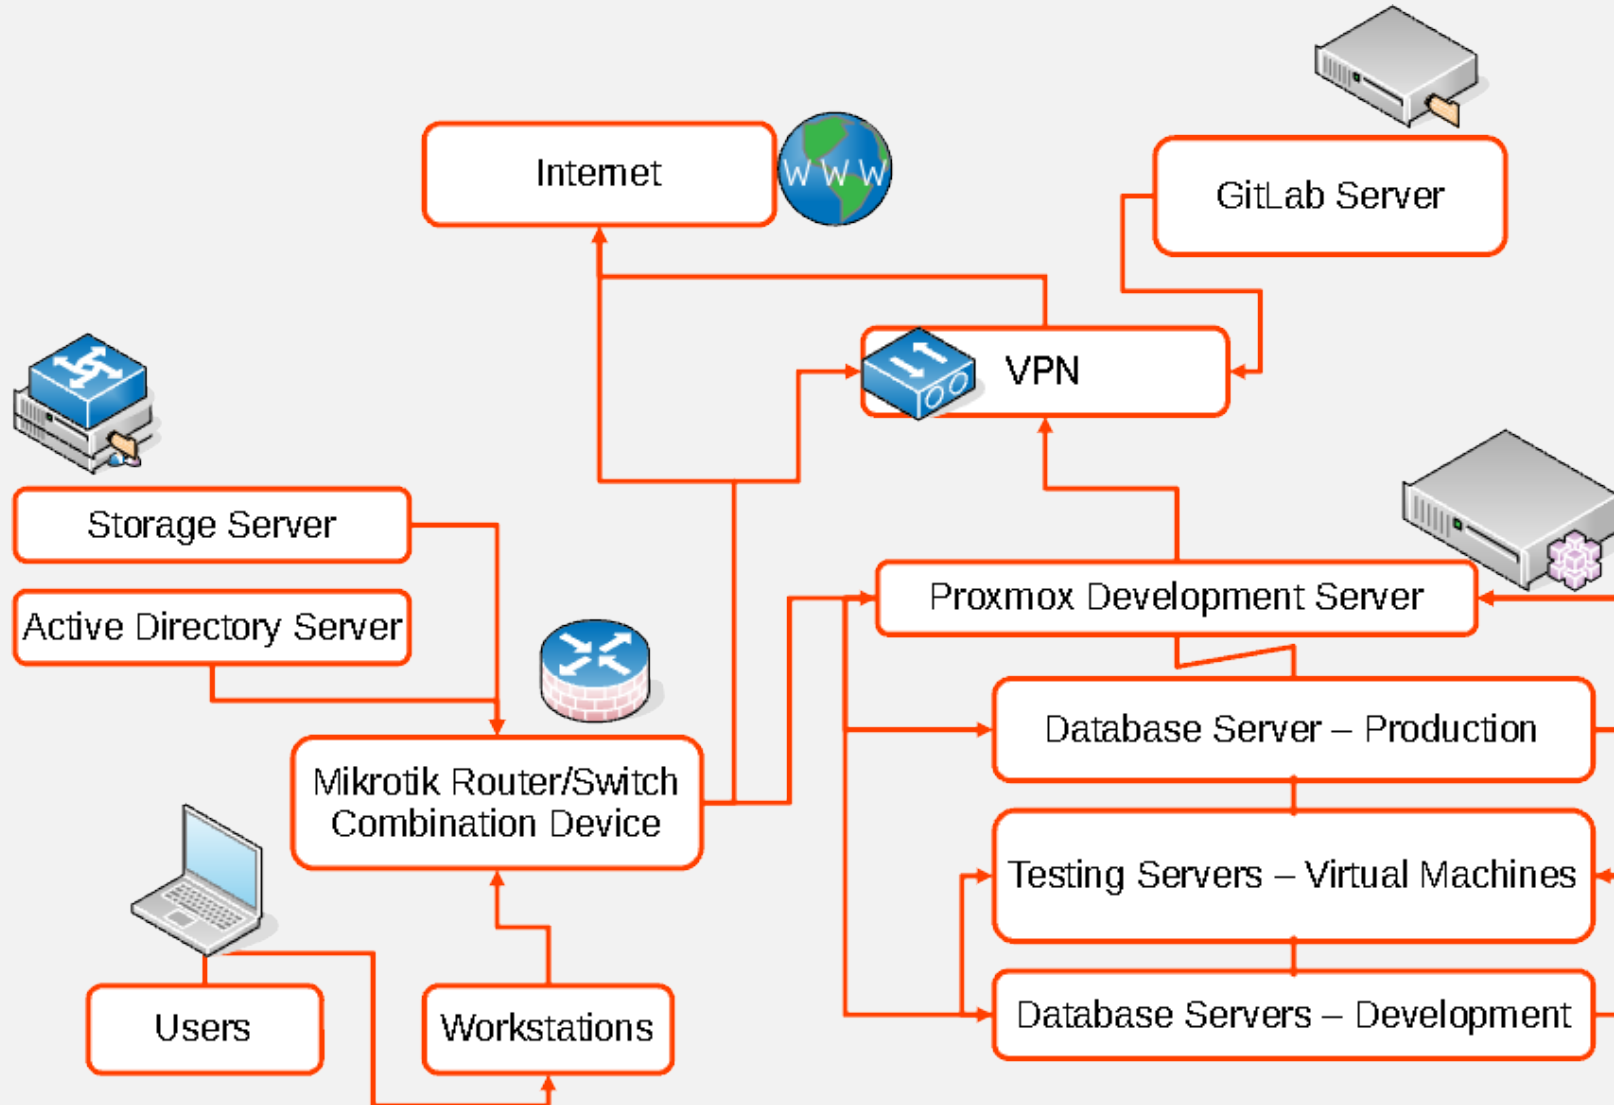 Internet
W W W
GitLab Server
VPN
Storage Server
Proxmox Development Server
Active Directory Server
Database Server – Production
Mikrotik Router/Switch
Combination Device
Testing Servers – Virtual Machines
Users
Workstations
Database Servers – Development